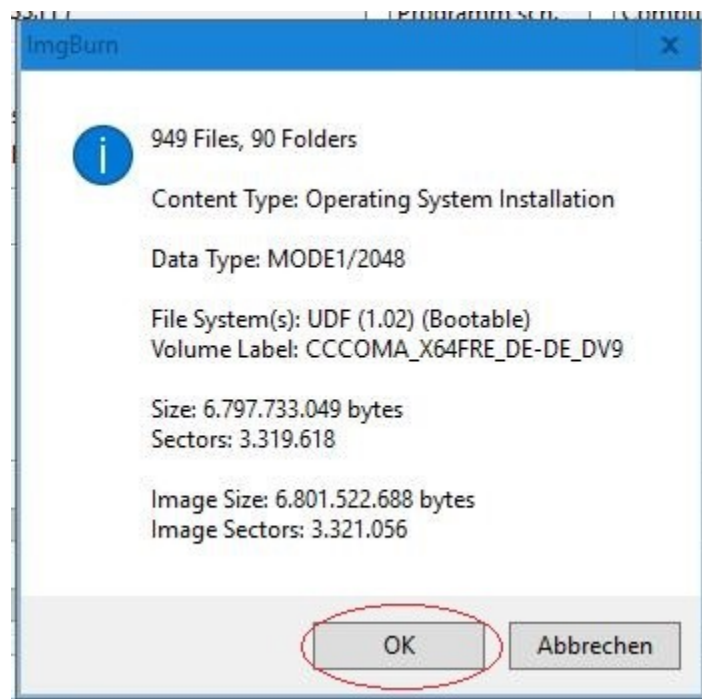 ImgBurn
949 Files, 90 Folders
Content Type: Operating System Installation
Data Type: MODE1/2048
File System(s): UDF (1.02) (Bootable)
Volume Label: CCCOMA_X64FRE_DE-DE_DV9
Size: 6.797.733.049 bytes
Sectors: 3.319.618
Image Size: 6.801.522.688 bytes
Image Sectors: 3.321.056
OK
Abbrechen